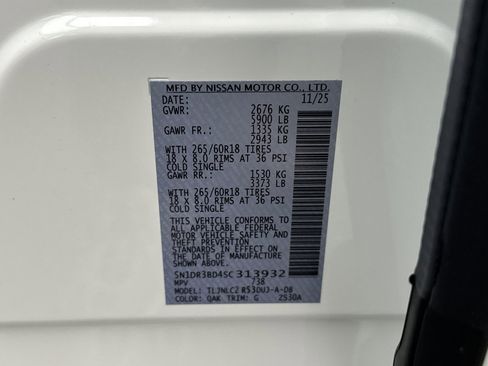 MFD BY NISSAN MOTOR CO., LTD.
DATE: 11/25
GVWR: 2676 KG
5900 LB
GAWR FR.: 1335 KG
2943 LB
WITH 265/60R18 TIRES
18 X 8.0 RIMS AT 36 PSI
COLD SINGLE
GAWR RR.: 1530 KG
3373 LB
WITH 265/60R18 TIRES
18 X 8.0 RIMS AT 36 PSI
COLD SINGLE
THIS VEHICLE CONFORMS TO
ALL APPLICABLE FEDERAL
MOTOR VEHICLE SAFETY
STANDARDS IN EFFECT ON
THE DATE OF MANUFACTURE
SHOWN ABOVE.
5N1DR3BD4SC313932
MPV 738
MODEL: TLJNLC2 R53DUJ-A-DB
COLOR: QAK TRIM: G 2530A